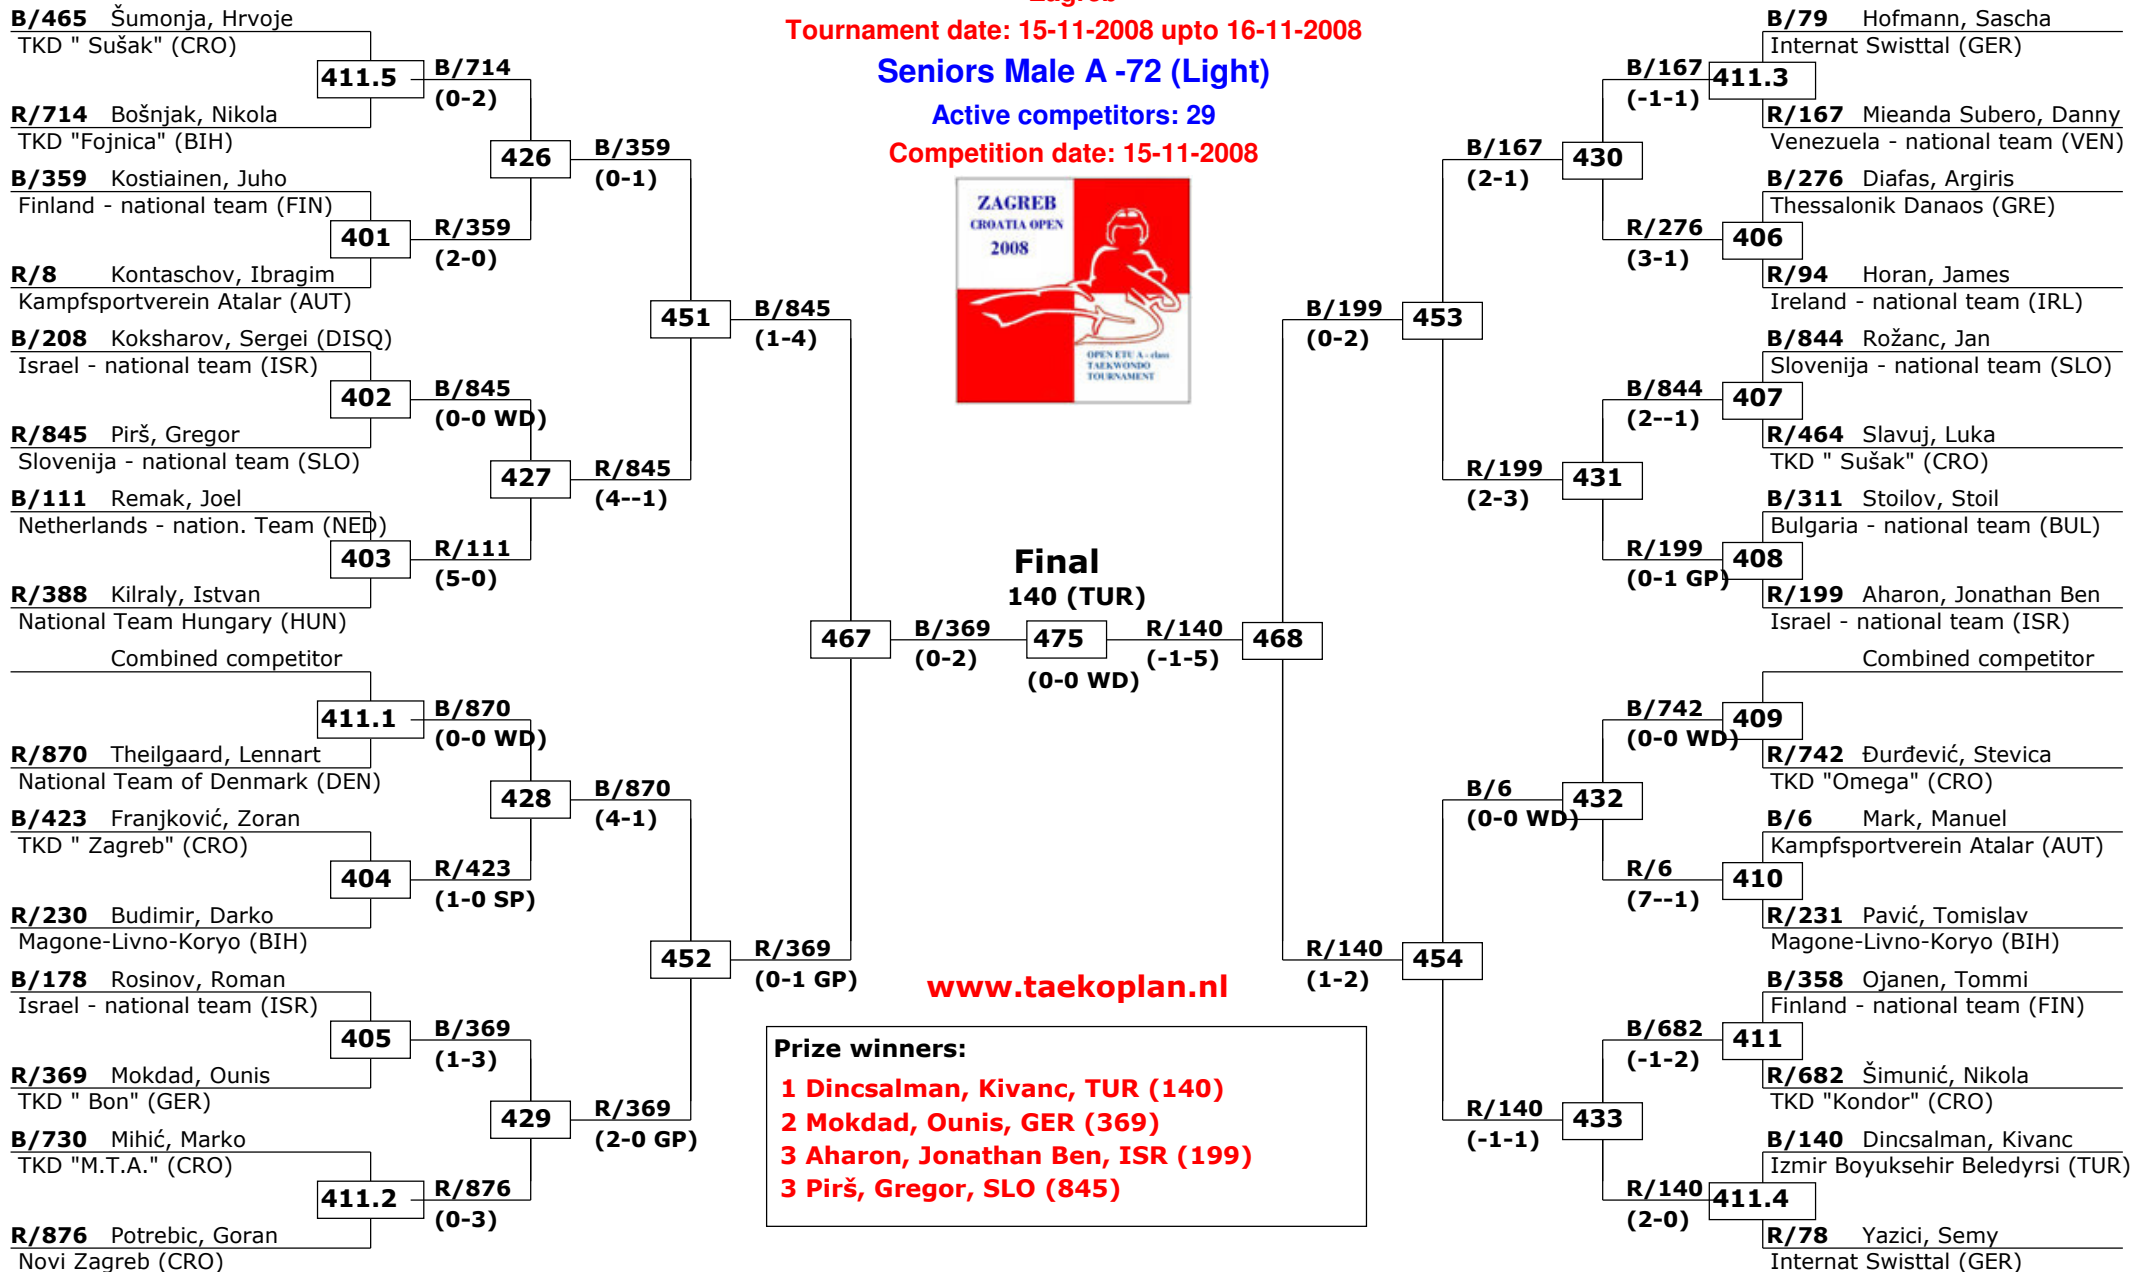 Zagreb
Tournament date: 15-11-2008 upto 16-11-2008
Seniors Male A -72 (Light)
Active competitors: 29
Competition date: 15-11-2008
ZAGREB
CROATIA OPEN
2008
OPEN ETU A - class
TAEKWONDO
TOURNAMENT
B/465 Šumonja, Hrvoje
TKD " Sušak" (CRO)
411.5
R/714 Bošnjak, Nikola
TKD "Fojnica" (BIH)
B/359 Kostiainen, Juho
Finland - national team (FIN)
401
R/8 Kontaschov, Ibragim
Kampfsportverein Atalar (AUT)
B/208 Koksharov, Sergei (DISQ)
Israel - national team (ISR)
402
R/845 Pirš, Gregor
Slovenija - national team (SLO)
B/111 Remak, Joel
Netherlands - nation. Team (NED)
403
R/388 Kilraly, Istvan
National Team Hungary (HUN)
Combined competitor
411.1
R/870 Theilgaard, Lennart
National Team of Denmark (DEN)
B/423 Franjković, Zoran
TKD " Zagreb" (CRO)
404
R/230 Budimir, Darko
Magone-Livno-Koryo (BIH)
B/178 Rosinov, Roman
Israel - national team (ISR)
405
R/369 Mokdad, Ounis
TKD " Bon" (GER)
B/730 Mihić, Marko
TKD "M.T.A." (CRO)
411.2
R/876 Potrebic, Goran
Novi Zagreb (CRO)
B/714
(0-2)
426
R/359
(2-0)
B/845
(0-0 WD)
427
R/111
(5-0)
B/870
(0-0 WD)
428
R/423
(1-0 SP)
B/369
(1-3)
429
R/876
(0-3)
B/359
(0-1)
451
R/845
(4--1)
B/870
(4-1)
452
R/369
(2-0 GP)
B/845
(1-4)
467
R/369
(0-1 GP)
B/369
(0-2)
Final
140 (TUR)
475
(0-0 WD)
R/140
(-1-5)
468
B/199
(0-2)
453
R/140
(1-2)
454
B/167
(2-1)
430
R/199
(2-3)
431
B/6
(0-0 WD)
432
R/140
(-1-1)
433
B/167
(-1-1)
R/276
(3-1)
B/844
(2--1)
R/199
(0-1 GP)
B/742
(0-0 WD)
R/6
(7--1)
B/682
(-1-2)
R/140
(2-0)
B/79 Hofmann, Sascha
Internat Swisttal (GER)
411.3
R/167 Mieanda Subero, Danny
Venezuela - national team (VEN)
B/276 Diafas, Argiris
Thessalonik Danaos (GRE)
406
R/94 Horan, James
Ireland - national team (IRL)
B/844 Rožanc, Jan
Slovenija - national team (SLO)
407
R/464 Slavuj, Luka
TKD " Sušak" (CRO)
B/311 Stoilov, Stoil
Bulgaria - national team (BUL)
408
R/199 Aharon, Jonathan Ben
Israel - national team (ISR)
Combined competitor
409
R/742 Đurđević, Stevica
TKD "Omega" (CRO)
B/6 Mark, Manuel
Kampfsportverein Atalar (AUT)
410
R/231 Pavić, Tomislav
Magone-Livno-Koryo (BIH)
B/358 Ojanen, Tommi
Finland - national team (FIN)
411
R/682 Šimunić, Nikola
TKD "Kondor" (CRO)
B/140 Dincsalman, Kivanc
Izmir Boyuksehir Beledyrsi (TUR)
411.4
R/78 Yazici, Semy
Internat Swisttal (GER)
www.taekoplan.nl
Prize winners:
1 Dincsalman, Kivanc, TUR (140)
2 Mokdad, Ounis, GER (369)
3 Aharon, Jonathan Ben, ISR (199)
3 Pirš, Gregor, SLO (845)